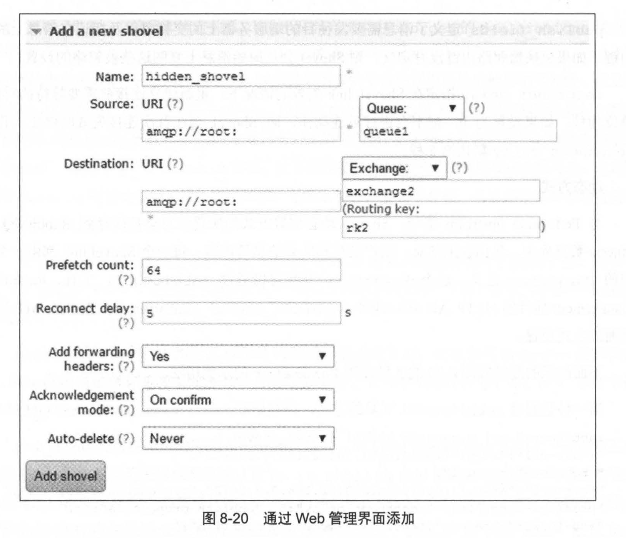 Add a new shovel
Name: hidden_shovel *
Source: URI (?) Queue: (?)
amqp://root: * queue1
Destination: URI (?) Exchange: (?)
amqp://root: exchange2
* (Routing key:
rk2 )
Prefetch count: 64
(?)
Reconnect delay: 5 s
(?)
Add forwarding Yes
headers: (?)
Acknowledgement On confirm
mode: (?)
Auto-delete (?) Never
Add shovel
图 8-20 通过 Web 管理界面添加